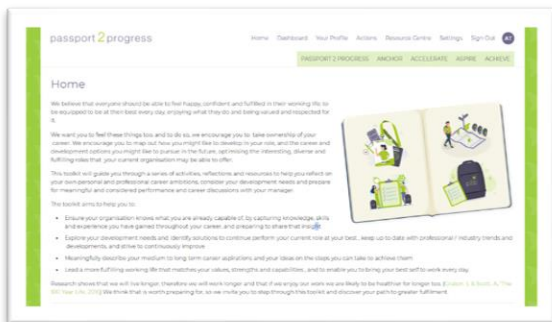 passport 2 progress
Home Dashboard Your Profile Actions Resource Centre Settings Sign Out
PASSPORT 2 PROGRESS ANCHOR ACCELERATE ASPIRE ACHIEVE
Home
We believe that everyone should be able to feel happy, confident and fulfilled in their working life; to
be equipped to be at their best every day, enjoying what they do and being valued and respected for
it.
We want you to feel these things too, and to do so, we encourage you to take ownership of your
career. We encourage you to map out how you might like to develop in your role, and the career and
development options you might like to pursue in the future, optimising the interesting, diverse and
fulfilling roles that your current organisation may be able to offer.
This toolkit will guide you through a series of activities, reflections and resources to help you reflect on
your own personal and professional career ambitions, consider your development needs and prepare
for meaningful and considered performance and career discussions with your manager.
The toolkit aims to help you to:
• Ensure your organisation knows what you are already capable of, by capturing knowledge, skills
and experience you have gained throughout your career, and preparing to share that insight.
• Explore your development needs and identify solutions to continue perform your current role at your best, keep up to date with professional / industry trends and
developments, and strive to continuously improve
• Meaningfully describe your medium to long term career aspirations and your ideas on the steps you can take to achieve them
• Lead a more fulfilling working life that matches your values, strengths and capabilities, and to enable you to bring your best self to work every day.
Research shows that we will live longer, therefore we will work longer and that if we enjoy our work we are likely to be healthier for longer too. ( & Scott, A, The
100 Year Life, ) We think that is worth preparing for, so we invite you to step through this toolkit and discover your path to greater fulfilment.